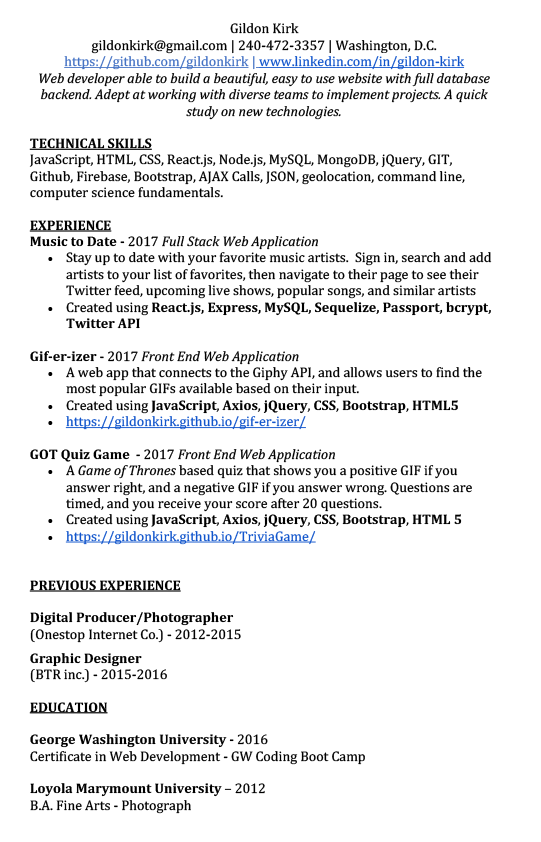 Gildon Kirk
gildonkirk@gmail.com | 240-472-3357 | Washington, D.C.
https://github.com/gildonkirk | www.linkedin.com/in/gildon-kirk
Web developer able to build a beautiful, easy to use website with full database
backend. Adept at working with diverse teams to implement projects. A quick
study on new technologies.
TECHNICAL SKILLS
JavaScript, HTML, CSS, React.js, Node.js, MySQL, MongoDB, jQuery, GIT,
Github, Firebase, Bootstrap, AJAX Calls, JSON, geolocation, command line,
computer science fundamentals.
EXPERIENCE
Music to Date - 2017 Full Stack Web Application
• Stay up to date with your favorite music artists.  Sign in, search and add
artists to your list of favorites, then navigate to their page to see their
Twitter feed, upcoming live shows, popular songs, and similar artists
• Created using React.js, Express, MySQL, Sequelize, Passport, bcrypt,
Twitter API
Gif-er-izer - 2017 Front End Web Application
• A web app that connects to the Giphy API, and allows users to find the
most popular GIFs available based on their input.
• Created using JavaScript, Axios, jQuery, CSS, Bootstrap, HTML5
• https://gildonkirk.github.io/gif-er-izer/
GOT Quiz Game  - 2017 Front End Web Application
• A Game of Thrones based quiz that shows you a positive GIF if you
answer right, and a negative GIF if you answer wrong. Questions are
timed, and you receive your score after 20 questions.
• Created using JavaScript, Axios, jQuery, CSS, Bootstrap, HTML 5
• https://gildonkirk.github.io/TriviaGame/
PREVIOUS EXPERIENCE
Digital Producer/Photographer
(Onestop Internet Co.) - 2012-2015
Graphic Designer
(BTR inc.) - 2015-2016
EDUCATION
George Washington University - 2016
Certificate in Web Development - GW Coding Boot Camp
Loyola Marymount University – 2012
B.A. Fine Arts - Photograph